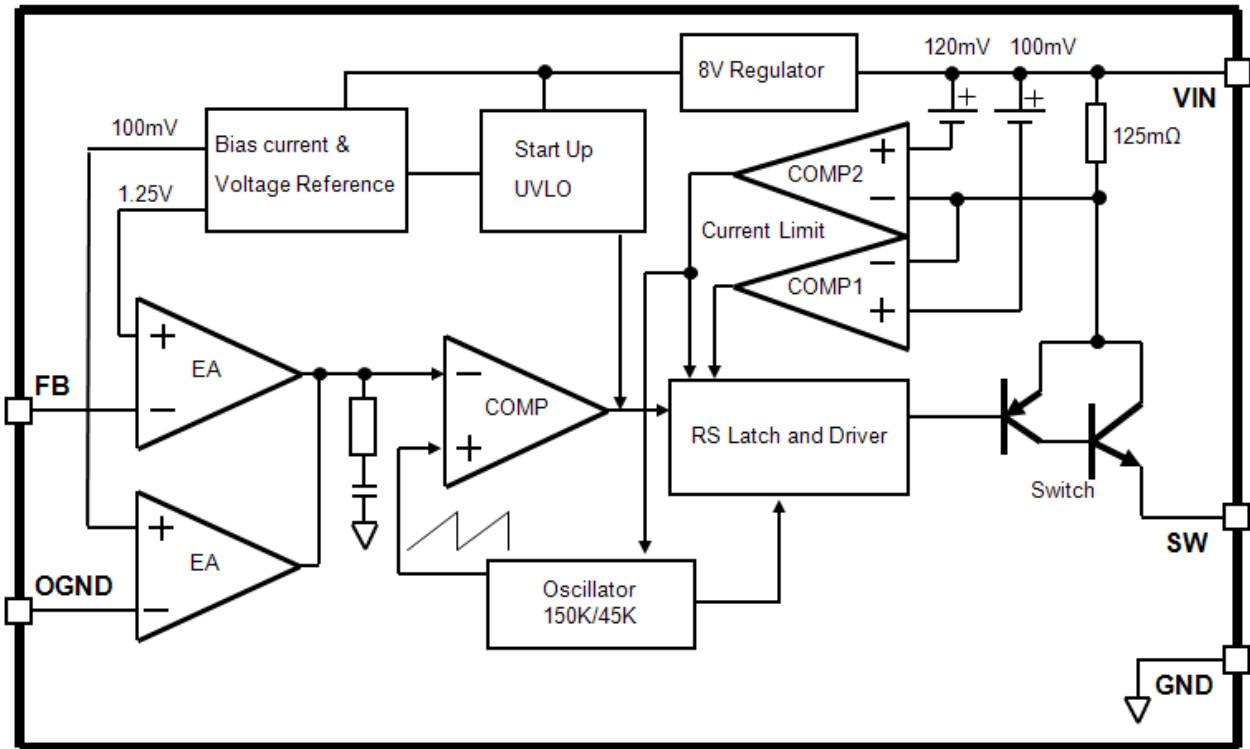 120mV
100mV
8V Regulator
VIN
100mV
Bias current &
Voltage Reference
Start Up
UVLO
125mΩ
1.25V
+
+
+
COMP2
−
Current Limit
−
COMP1
+
+
EA
−
FB
−
COMP
+
RS Latch and Driver
Switch
+
EA
−
OGND
SW
Oscillator
150K/45K
GND